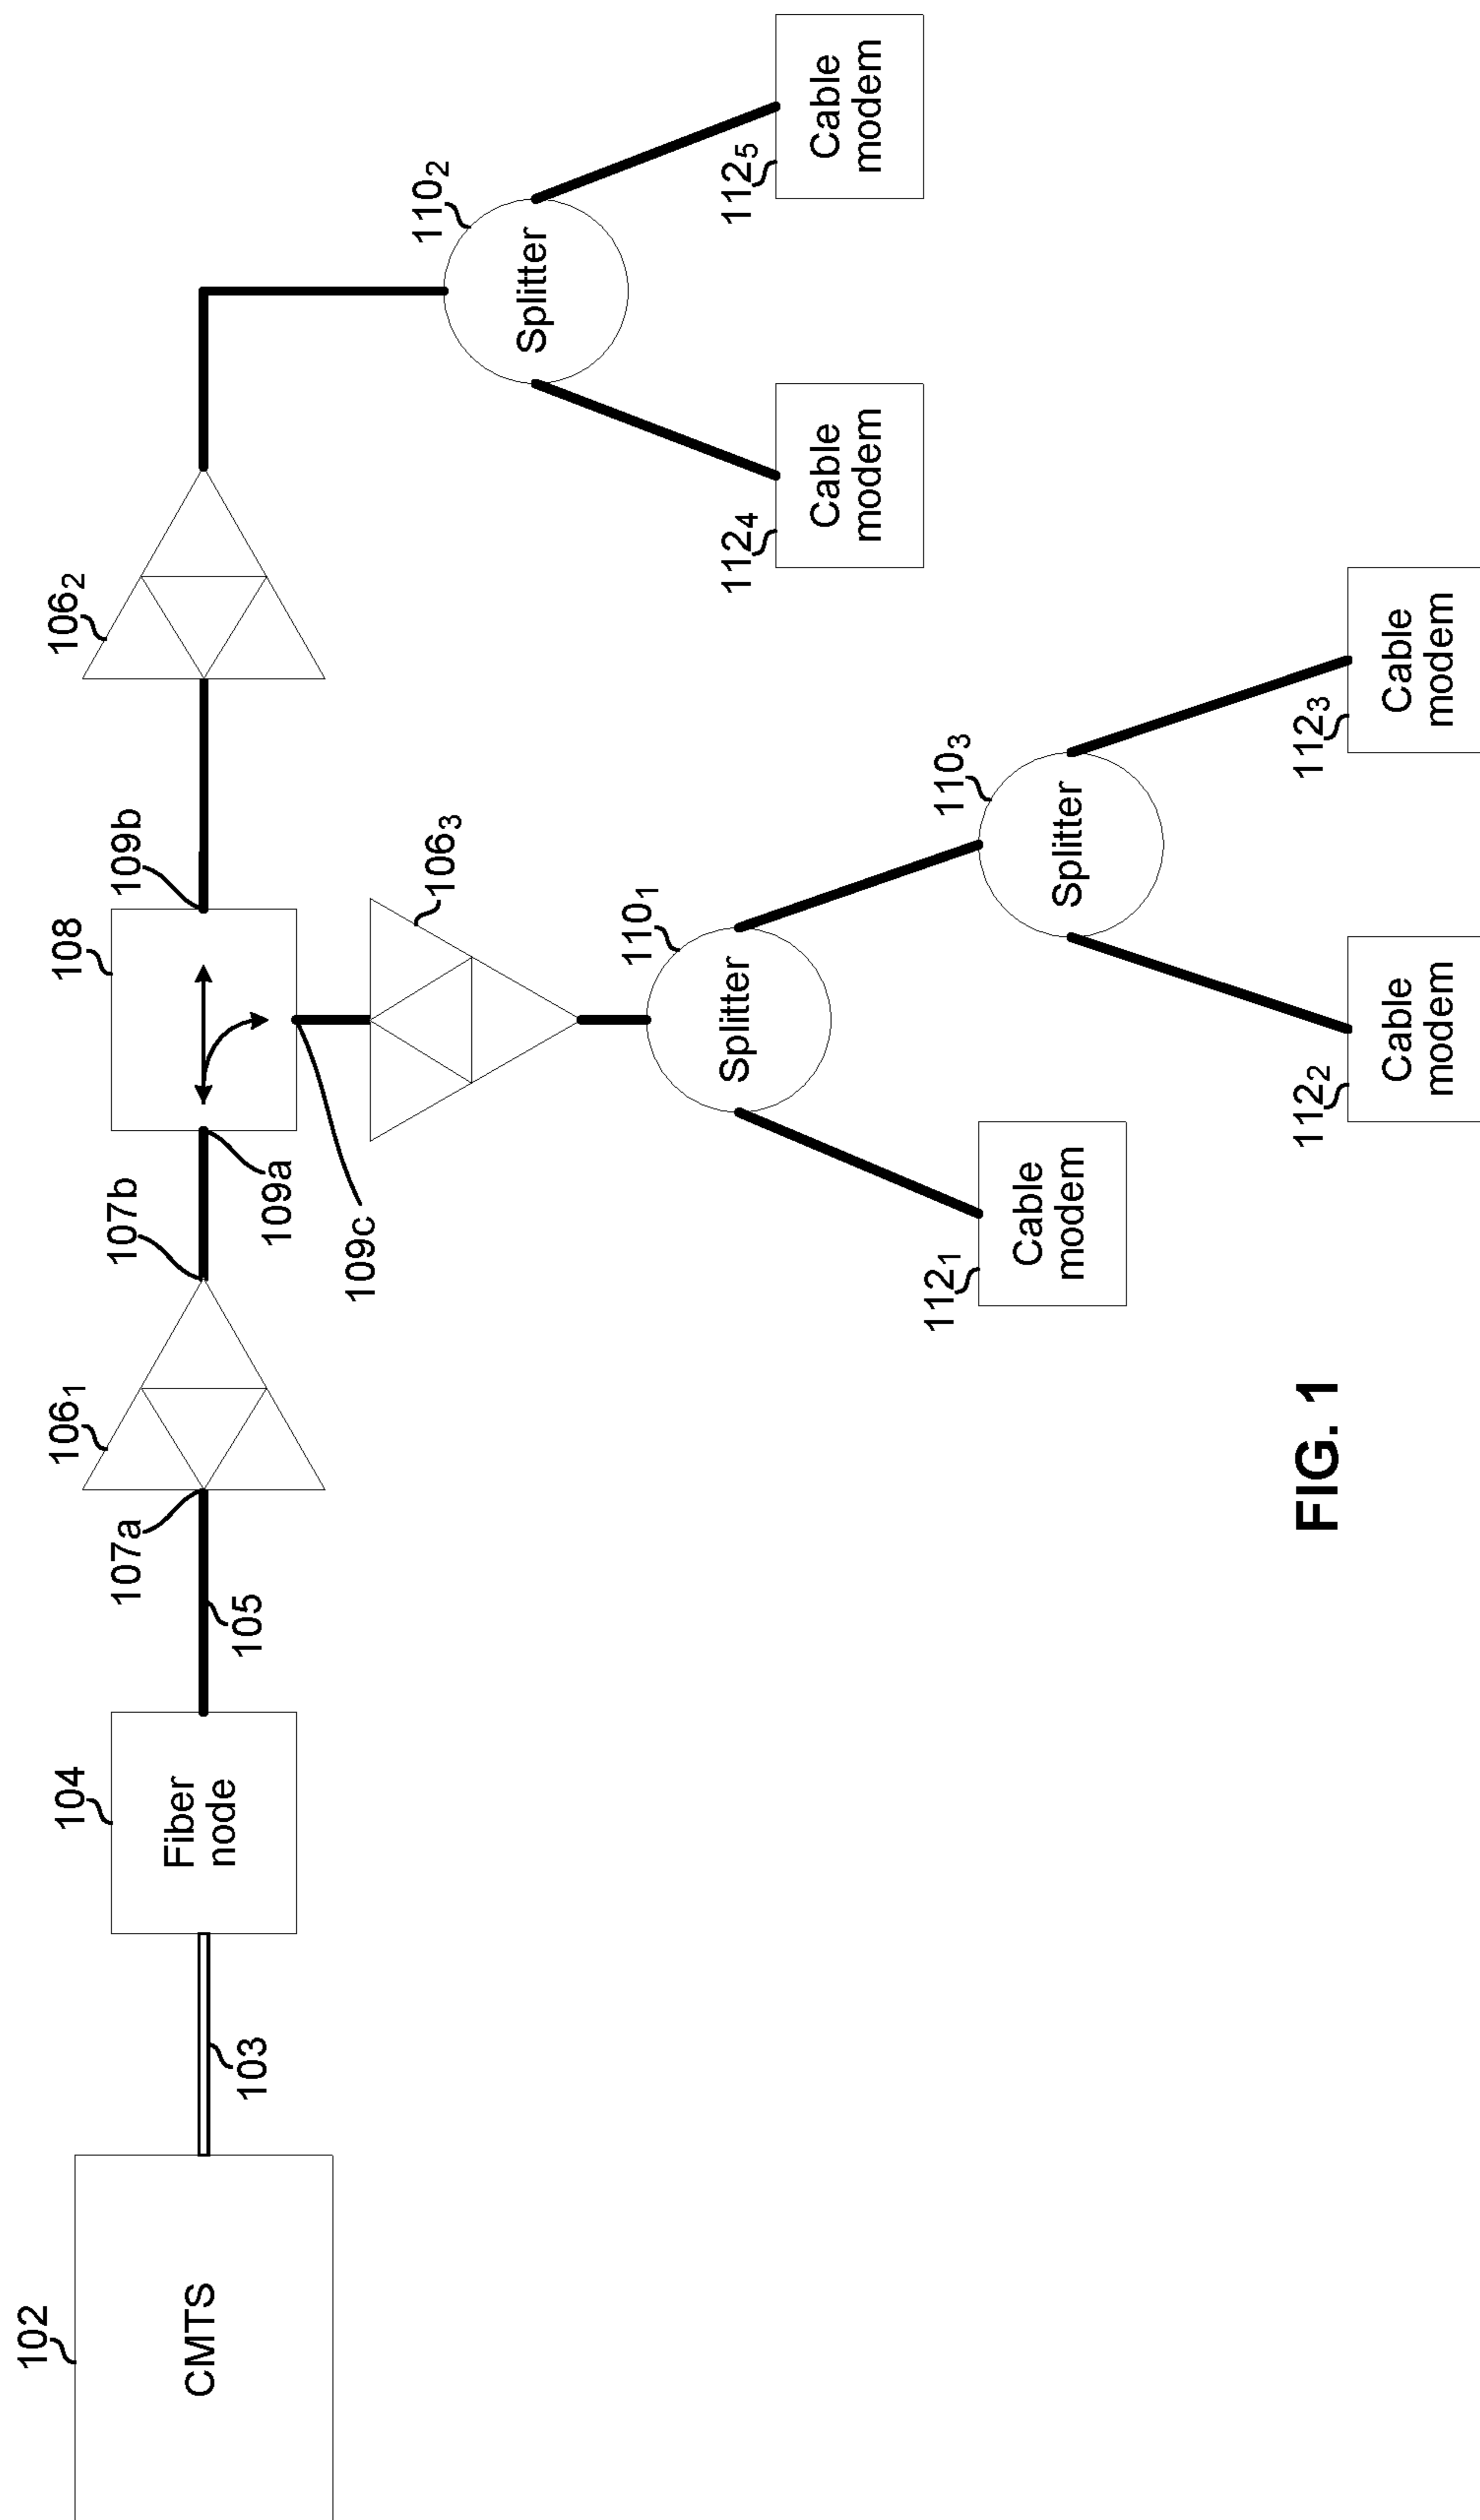 102
CMTS
103
104
Fiber
node
105
107a
106₁
107b
109a
108
109b
109c
106₂
106₃
110₁
Splitter
110₂
Splitter
110₃
Splitter
112₁
Cable
modem
112₂
Cable
modem
112₃
Cable
modem
112₄
Cable
modem
112₅
Cable
modem
FIG. 1